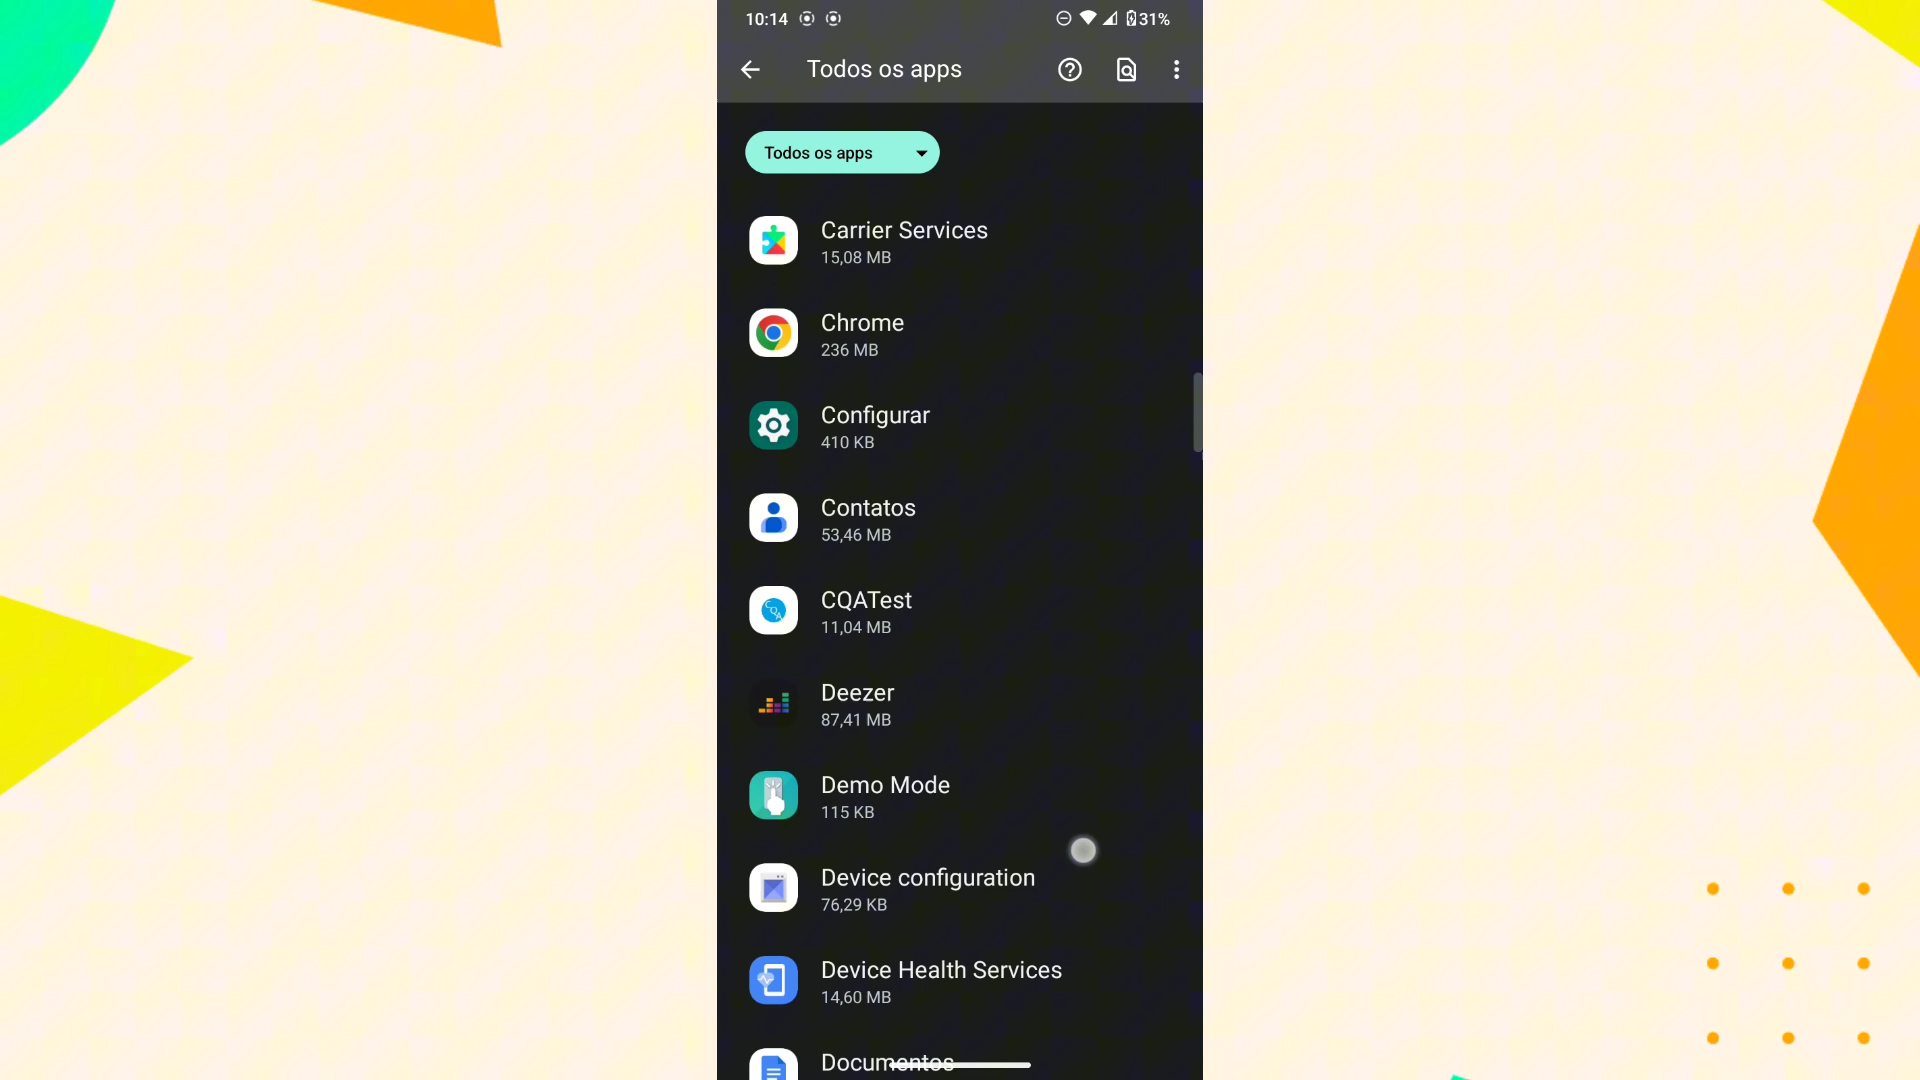 10:14 31%
Todos os apps
Todos os apps
Carrier Services
15,08 MB
Chrome
236 MB
Configurar
410 KB
Contatos
53,46 MB
CQATest
11,04 MB
Deezer
87,41 MB
Demo Mode
115 KB
Device configuration
76,29 KB
Device Health Services
14,60 MB
Documentos